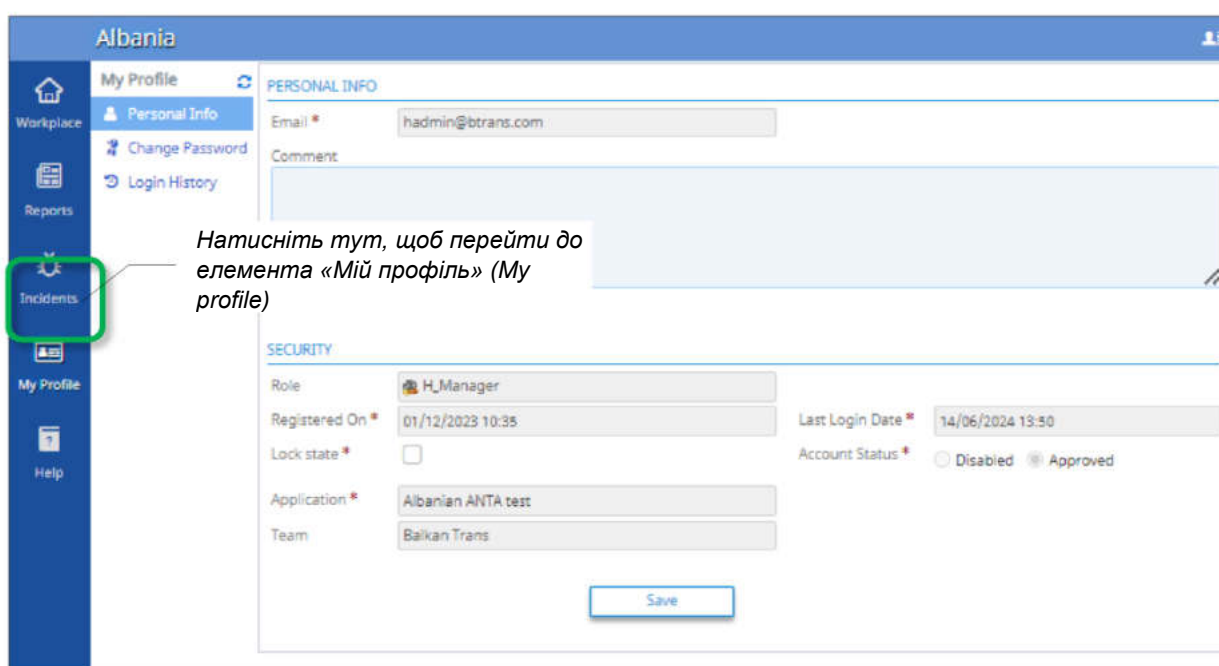 Albania
Workplace
Reports
Incidents
My Profile
Help
My Profile
Personal Info
Change Password
Login History
PERSONAL INFO
Email * hadmin@btrans.com
Comment
Натисніть тут, щоб перейти до
елемента «Мій профіль» (My
profile)
SECURITY
Role H_Manager
Registered On * 01/12/2023 10:35 Last Login Date * 14/06/2024 13:50
Lock state * Account Status * Disabled Approved
Application * Albanian ANTA test
Team Balkan Trans
Save